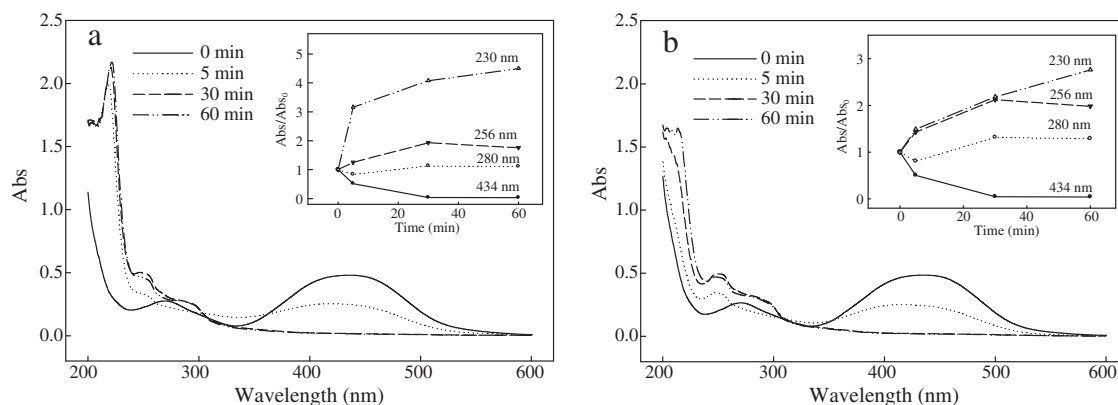 a
0 min
5 min
30 min
60 min
Abs
2.5
2.0
1.5
1.0
0.5
0.0
200 300 400 500 600
Wavelength (nm)
Abs/Abs₀
5
4
3
2
1
0
230 nm
256 nm
280 nm
434 nm
0 20 40 60
Time (min)
b
0 min
5 min
30 min
60 min
Abs
2.5
2.0
1.5
1.0
0.5
0.0
200 300 400 500 600
Wavelength (nm)
Abs/Abs₀
3
2
1
0
230 nm
256 nm
280 nm
434 nm
0 20 40 60
Time (min)